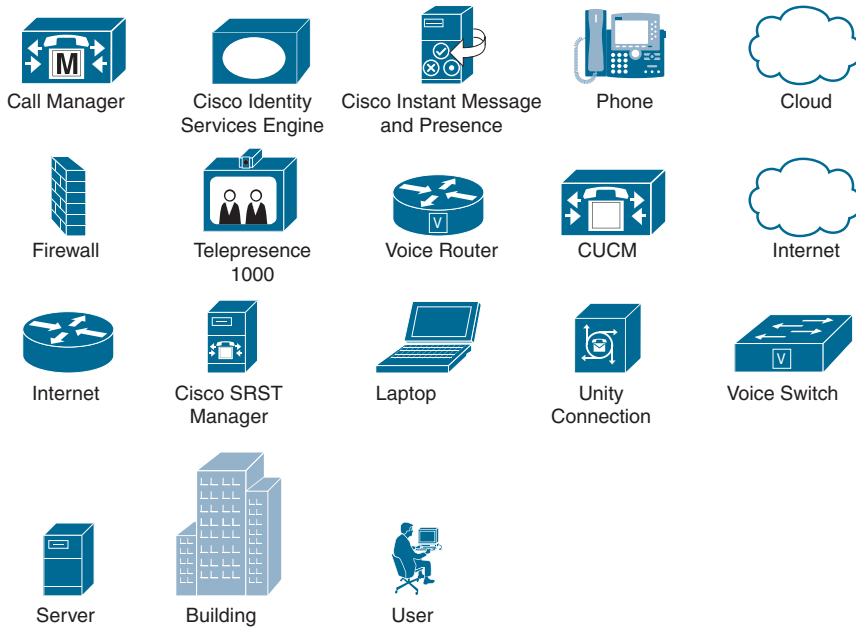 M
Call Manager
Cisco Identity
Services Engine
Cisco Instant Message
and Presence
Phone
Cloud
Firewall
Telepresence
1000
V
Voice Router
CUCM
Internet
Internet
Cisco SRST
Manager
Laptop
Unity
Connection
V
Voice Switch
Server
Building
User